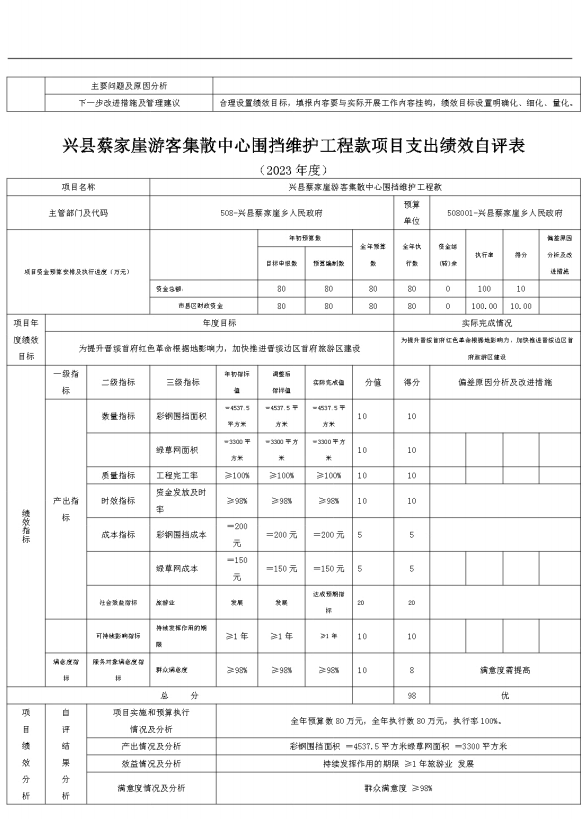 主要问题及原因分析
下一步改进措施及管理建议 合理设置绩效目标，填报内容要与实际开展工作内容挂钩，绩效目标设置明确化、细化、量化。
兴县蔡家崖游客集散中心围挡维护工程款项目支出绩效自评表
（2023 年度）
项目名称 兴县蔡家崖游客集散中心围挡维护工程款
主管部门及代码 508-兴县蔡家崖乡人民政府 预算单位 508001-兴县蔡家崖乡人民政府
项目资金预算安排及执行进度（万元） 年初预算数 全年预算数 全年执行数 资金结(转)余 执行率 得分 偏差原因分析及改进措施
目标申报数 预算编制数
资金总额： 80 80 80 80 0 100 10
市县区财政资金 80 80 80 80 0 100.00 10.00
项目年度绩效目标 年度目标 实际完成情况
为提升晋绥首府红色革命根据地影响力，加快推进晋绥边区首府旅游区建设 为提升晋绥首府红色革命根据地影响力，加快推进晋绥边区首府旅游区建设
绩效指标 一级指标 二级指标 三级指标 年初指标值 调整后指标值 实际完成值 分值 得分 偏差原因分析及改进措施
产出指标 数量指标 彩钢围挡面积 ＝4537.5 平方米 ＝4537.5 平方米 ＝4537.5 平方米 10 10
绿草网面积 ＝3300 平方米 ＝3300 平方米 ＝3300 平方米 10 10
质量指标 工程完工率 ≥100% ≥100% ≥100% 10 10
时效指标 资金发放及时率 ≥98% ≥98% ≥98% 10 10
成本指标 彩钢围挡成本 ＝200元 ＝200 元 ＝200 元 5 5
绿草网成本 ＝150元 ＝150 元 ＝150 元 5 5
社会效益指标 旅游业 发展 发展 达成预期指标 20 20
可持续影响指标 持续发挥作用的期限 ≥1 年 ≥1 年 ≥1 年 10 10
满意度指标 服务对象满意度指标 群众满意度 ≥98% ≥98% ≥98% 10 8 满意度需提高
总 分 98 优
项目绩效分析 自评结果分析 项目实施和预算执行情况及分析 全年预算数 80 万元，全年执行数 80 万元，执行率 100%。
产出情况及分析 彩钢围挡面积 ＝4537.5 平方米绿草网面积 ＝3300 平方米
效益情况及分析 持续发挥作用的期限 ≥1 年旅游业 发展
满意度情况及分析 群众满意度 ≥98%